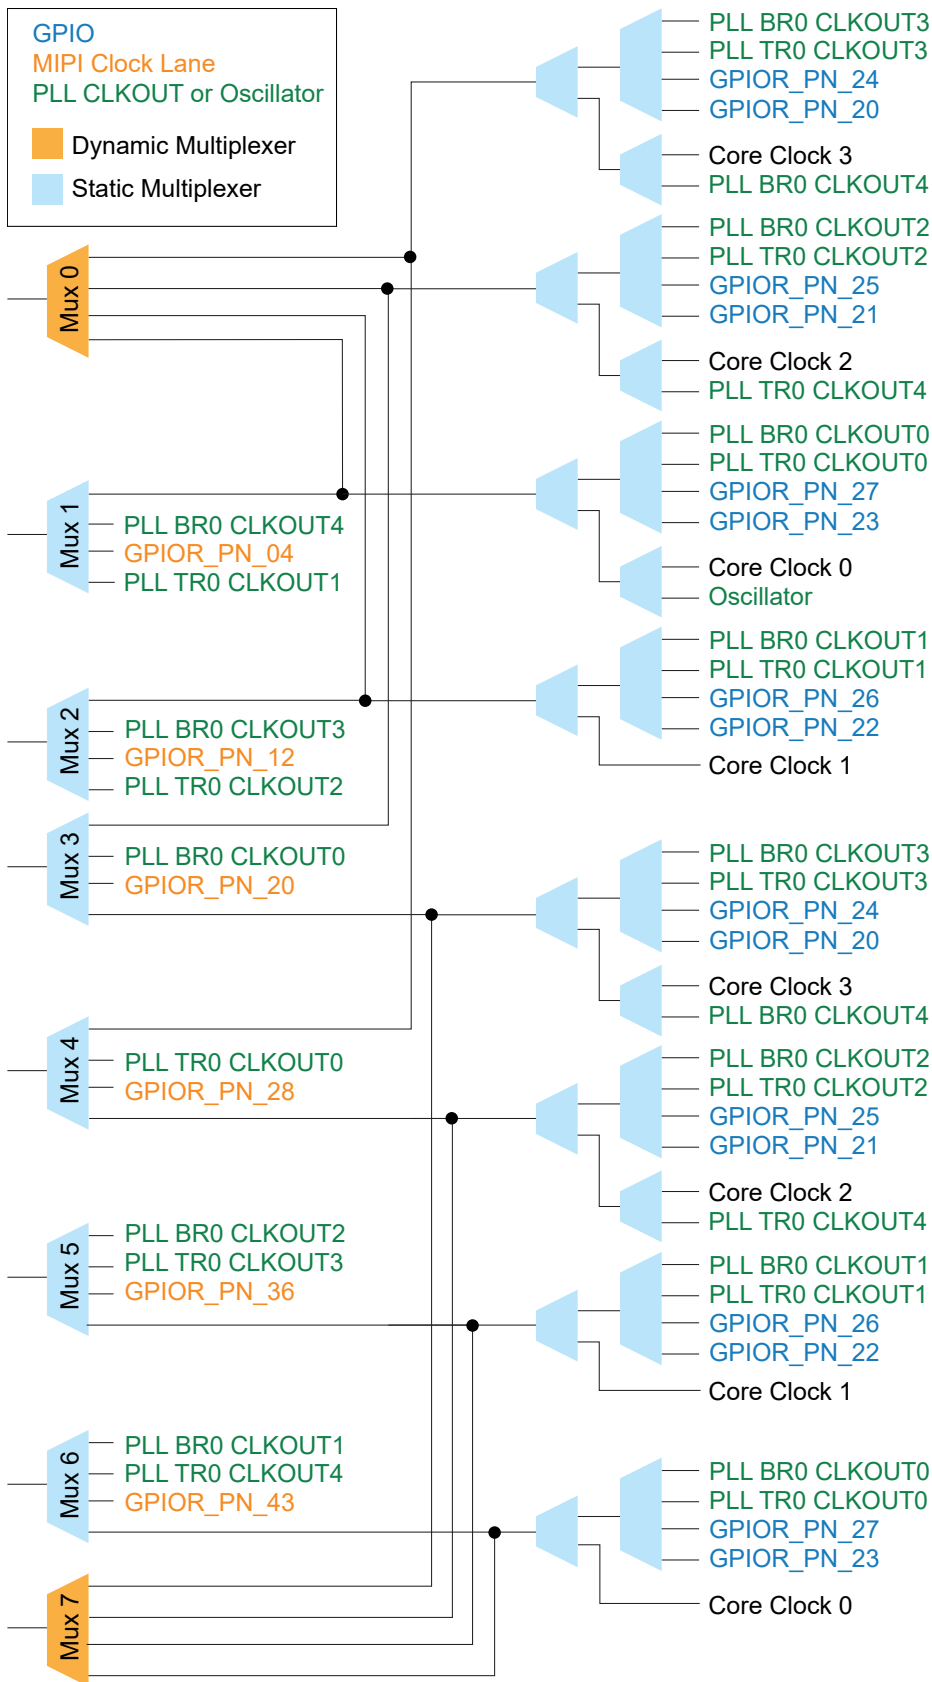 GPIO
MIPI Clock Lane
PLL CLKOUT or Oscillator
Dynamic Multiplexer
Static Multiplexer
PLL BR0 CLKOUT3
PLL TR0 CLKOUT3
GPIOR_PN_24
GPIOR_PN_20
Core Clock 3
PLL BR0 CLKOUT4
Mux 0
PLL BR0 CLKOUT2
PLL TR0 CLKOUT2
GPIOR_PN_25
GPIOR_PN_21
Core Clock 2
PLL TR0 CLKOUT4
Mux 1
PLL BR0 CLKOUT4
GPIOR_PN_04
PLL TR0 CLKOUT1
PLL BR0 CLKOUT0
PLL TR0 CLKOUT0
GPIOR_PN_27
GPIOR_PN_23
Core Clock 0
Oscillator
Mux 2
PLL BR0 CLKOUT3
GPIOR_PN_12
PLL TR0 CLKOUT2
PLL BR0 CLKOUT1
PLL TR0 CLKOUT1
GPIOR_PN_26
GPIOR_PN_22
Core Clock 1
Mux 3
PLL BR0 CLKOUT0
GPIOR_PN_20
PLL BR0 CLKOUT3
PLL TR0 CLKOUT3
GPIOR_PN_24
GPIOR_PN_20
Core Clock 3
PLL BR0 CLKOUT4
Mux 4
PLL TR0 CLKOUT0
GPIOR_PN_28
PLL BR0 CLKOUT2
PLL TR0 CLKOUT2
GPIOR_PN_25
GPIOR_PN_21
Core Clock 2
PLL TR0 CLKOUT4
Mux 5
PLL BR0 CLKOUT2
PLL TR0 CLKOUT3
GPIOR_PN_36
PLL BR0 CLKOUT1
PLL TR0 CLKOUT1
GPIOR_PN_26
GPIOR_PN_22
Core Clock 1
Mux 6
PLL BR0 CLKOUT1
PLL TR0 CLKOUT4
GPIOR_PN_43
PLL BR0 CLKOUT0
PLL TR0 CLKOUT0
GPIOR_PN_27
GPIOR_PN_23
Core Clock 0
Mux 7